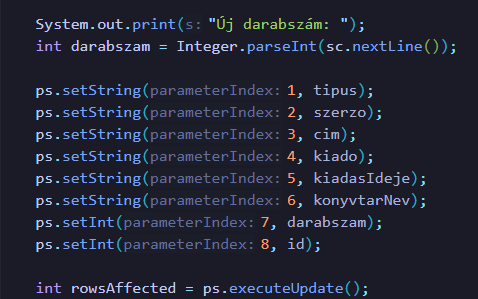 System.out.print(s: "Új darabszám: ");
int darabszam = Integer.parseInt(sc.nextLine());
ps.setString(parameterIndex: 1, tipus);
ps.setString(parameterIndex: 2, szerzo);
ps.setString(parameterIndex: 3, cim);
ps.setString(parameterIndex: 4, kiado);
ps.setString(parameterIndex: 5, kiadasIdeje);
ps.setString(parameterIndex: 6, konyvtarNev);
ps.setInt(parameterIndex: 7, darabszam);
ps.setInt(parameterIndex: 8, id);
int rowsAffected = ps.executeUpdate();